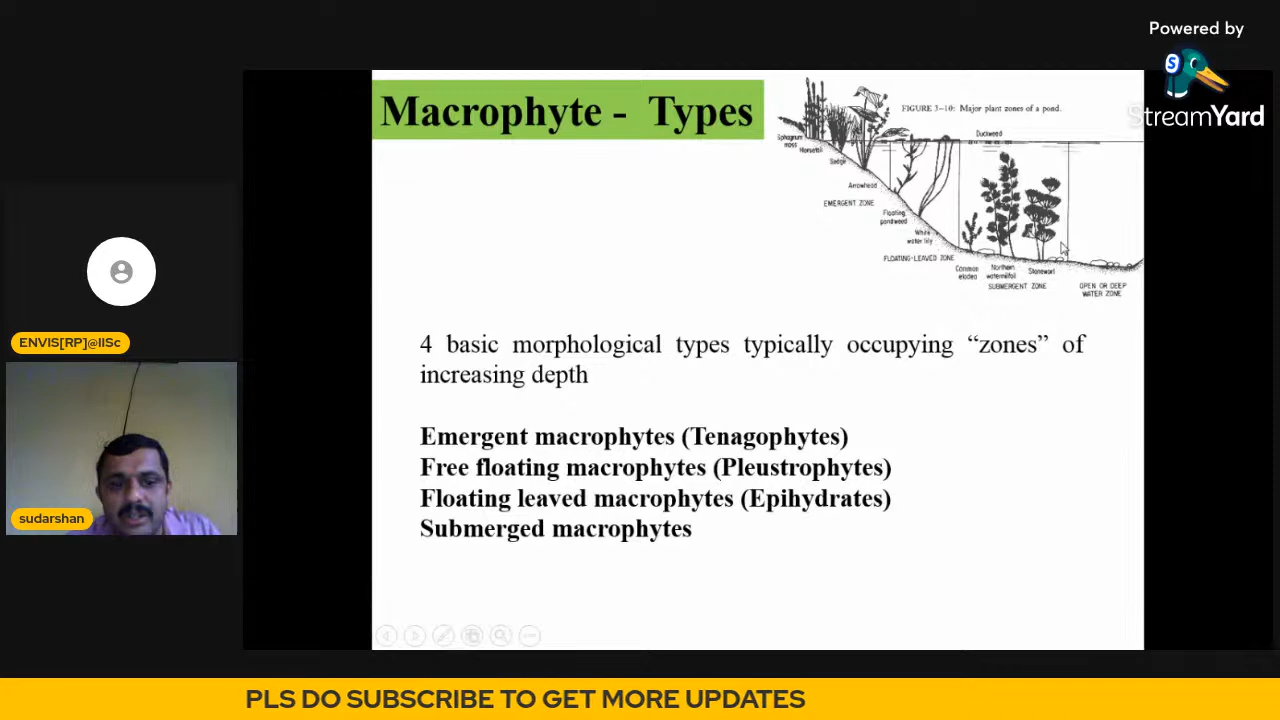 Powered by
StreamYard
Macrophyte - Types
FIGURE 3-10: Major plant zones of a pond.
Duckweed
Sphagnum
moss
Horsetail
Sedge
Arrowhead
EMERGENT ZONE
Floating
pondweed
White
water lily
FLOATING-LEAVED ZONE
Common
elodea
Northern
watermilfoil
Stonewort
SUBMERGENT ZONE
OPEN OR DEEP
WATER ZONE
4 basic morphological types typically occupying “zones” of
increasing depth
Emergent macrophytes (Tenagophytes)
Free floating macrophytes (Pleustrophytes)
Floating leaved macrophytes (Epihydrates)
Submerged macrophytes
ENVIS[RP]@IISc
sudarshan
PLS DO SUBSCRIBE TO GET MORE UPDATES